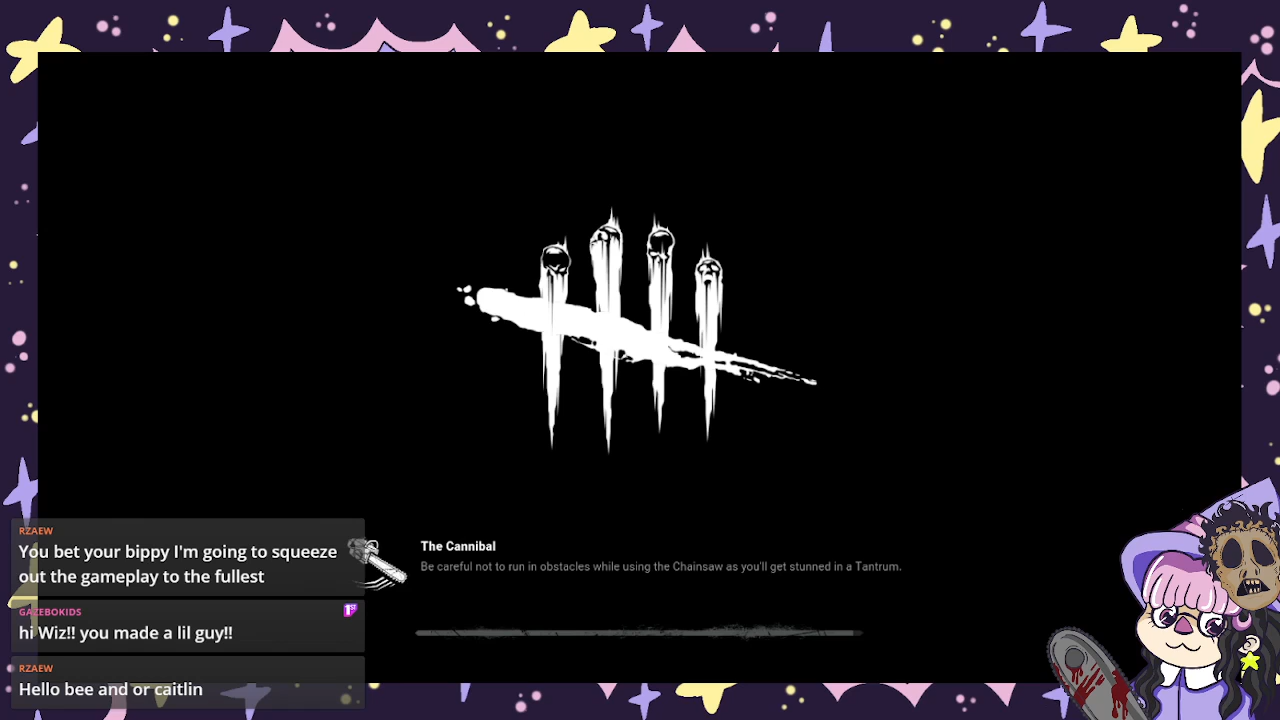 The Cannibal
Be careful not to run in obstacles while using the Chainsaw as you'll get stunned in a Tantrum.
RZAEW
You bet your bippy I'm going to squeeze
out the gameplay to the fullest
GAZEBOKIDS
hi Wiz!! you made a lil guy!!
RZAEW
Hello bee and or caitlin